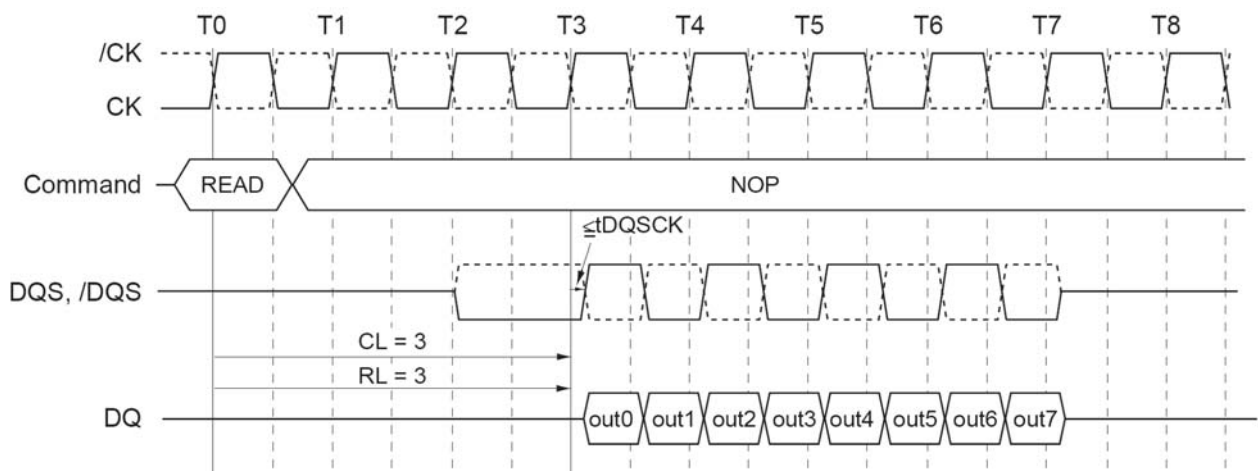 T0 T1 T2 T3 T4 T5 T6 T7 T8
/CK
CK
Command READ NOP
≦tDQSCK
DQS, /DQS
CL = 3
RL = 3
DQ out0 out1 out2 out3 out4 out5 out6 out7